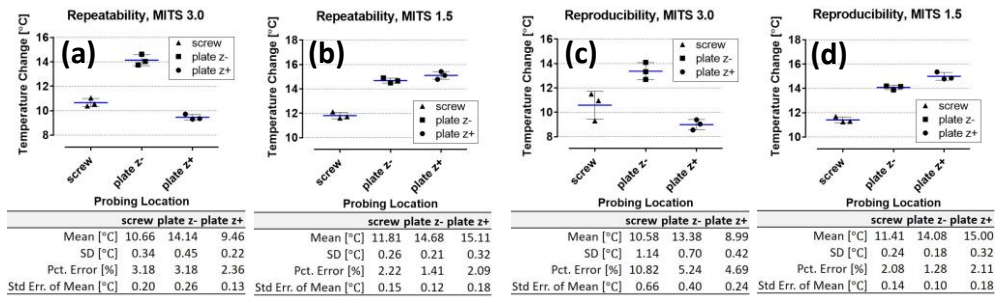 Repeatability, MITS 3.0
(a)
Temperature Change [°C]
16
14
12
10
8
screw
plate z-
plate z+
screw
plate z-
plate z+
Probing Location
screw plate z- plate z+
Mean [°C] 10.66 14.14 9.46
SD [°C] 0.34 0.45 0.22
Pct. Error [%] 3.18 3.18 2.36
Std Err. of Mean [°C] 0.20 0.26 0.13
Repeatability, MITS 1.5
(b)
Temperature Change [°C]
18
16
14
12
10
screw
plate z-
plate z+
screw
plate z-
plate z+
Probing Location
screw plate z- plate z+
Mean [°C] 11.81 14.68 15.11
SD [°C] 0.26 0.21 0.32
Pct. Error [%] 2.22 1.41 2.09
Std Err. of Mean [°C] 0.15 0.12 0.18
Reproducibility, MITS 3.0
(c)
Temperature Change [°C]
16
14
12
10
8
screw
plate z-
plate z+
screw
plate z-
plate z+
Probing Location
screw plate z- plate z+
Mean [°C] 10.58 13.38 8.99
SD [°C] 1.14 0.70 0.42
Pct. Error [%] 10.82 5.24 4.69
Std Err. of Mean [°C] 0.66 0.40 0.24
Reproducibility, MITS 1.5
(d)
Temperature Change [°C]
18
16
14
12
10
screw
plate z-
plate z+
screw
plate z-
plate z+
Probing Location
screw plate z- plate z+
Mean [°C] 11.41 14.08 15.00
SD [°C] 0.24 0.18 0.32
Pct. Error [%] 2.08 1.28 2.11
Std Err. of Mean [°C] 0.14 0.10 0.18